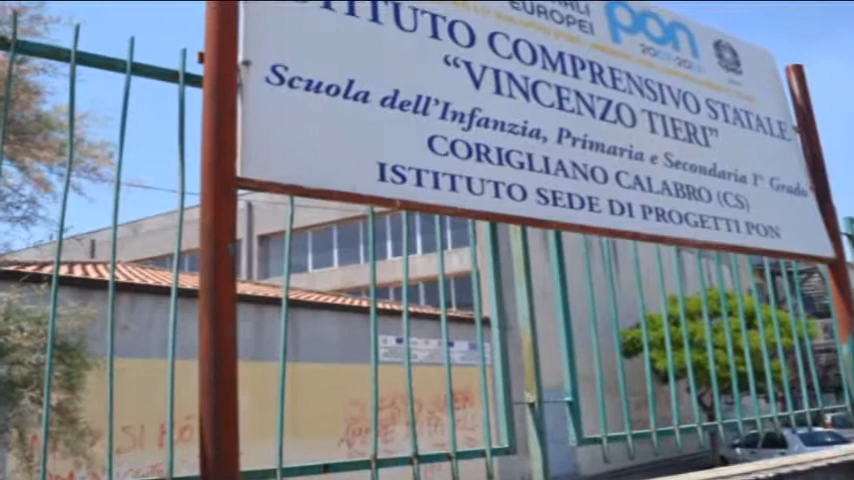 EUROPEI
pon
ISTITUTO COMPRENSIVO STATALE
“VINCENZO TIERI”
Scuola dell’Infanzia, Primaria e Secondaria 1° Grado
CORIGLIANO CALABRO (CS)
ISTITUTO SEDE DI PROGETTI PON